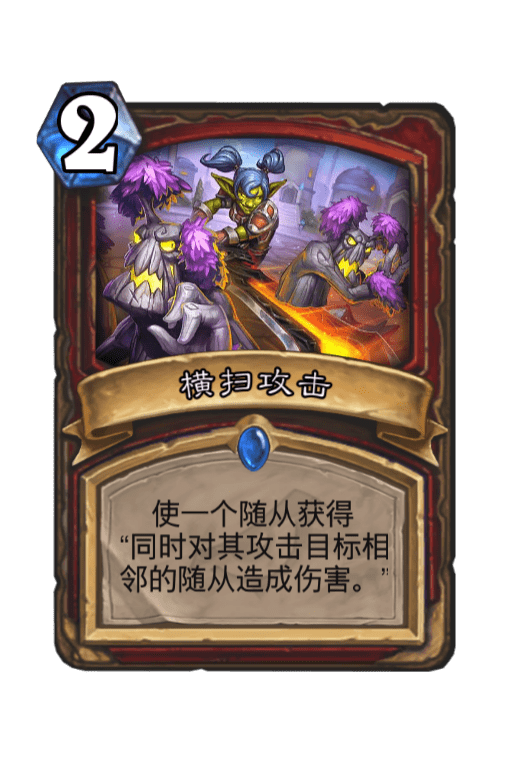 2
横扫攻击
使一个随从获得
“同时对其攻击目标相
邻的随从造成伤害。”